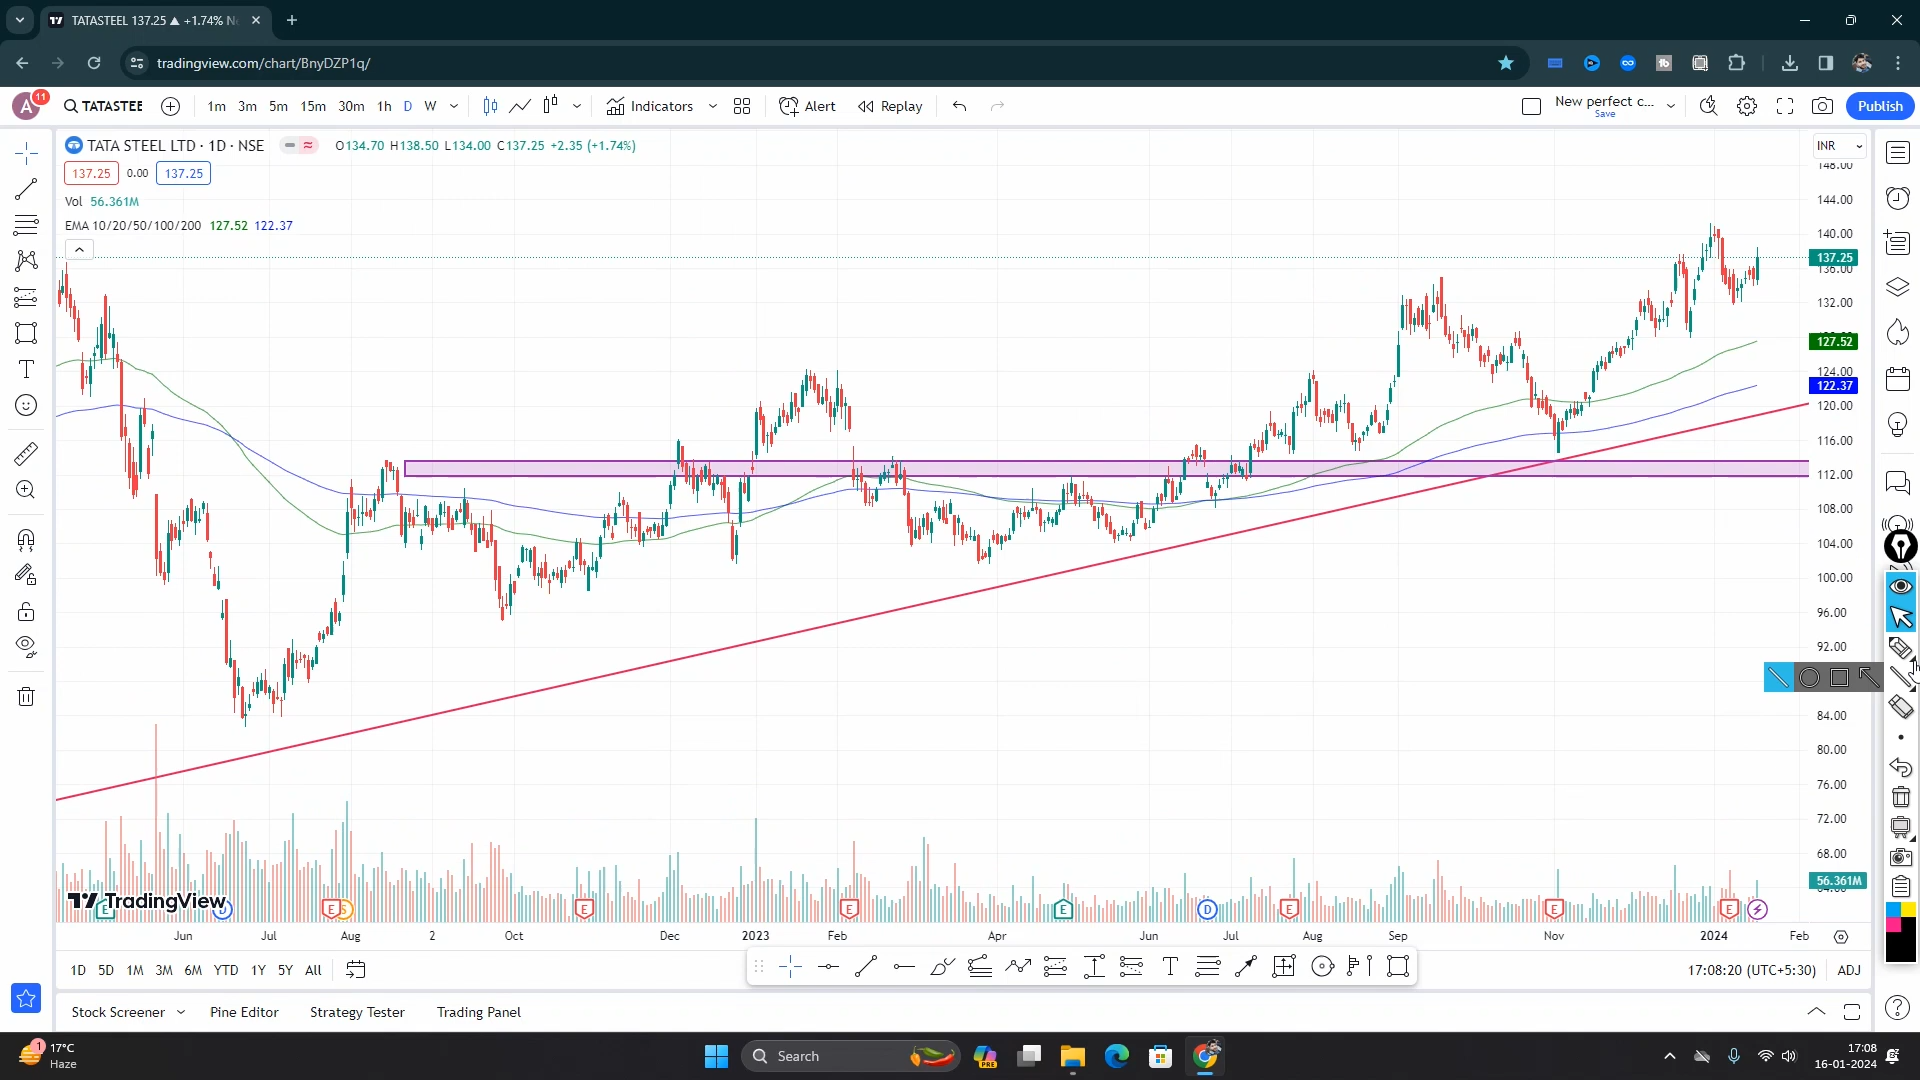 TATASTEEL 137.25 ▲ +1.74%
tradingview.com/chart/BnyDZP1q/
A 11 TATASTEE 1m 3m 5m 15m 30m 1h D W Indicators Alert Replay New perfect c... Save Publish
TATA STEEL LTD · 1D · NSE O134.70 H138.50 L134.00 C137.25 +2.35 (+1.74%)
INR
137.25 0.00 137.25
Vol 56.361M
EMA 10/20/50/100/200 127.52 122.37
148.00
144.00
140.00
137.25
136.00
132.00
127.52
124.00
122.37
120.00
116.00
112.00
108.00
104.00
100.00
96.00
92.00
84.00
80.00
76.00
72.00
68.00
56.361M
TradingView
E D E S E E E D E E E
Jun Jul Aug 2 Oct Dec 2023 Feb Apr Jun Jul Aug Sep Nov 2024 Feb
1D 5D 1M 3M 6M YTD 1Y 5Y All
17:08:20 (UTC+5:30) ADJ
Stock Screener Pine Editor Strategy Tester Trading Panel
1 17°C
Haze
Search
PRE
17:08
16-01-2024